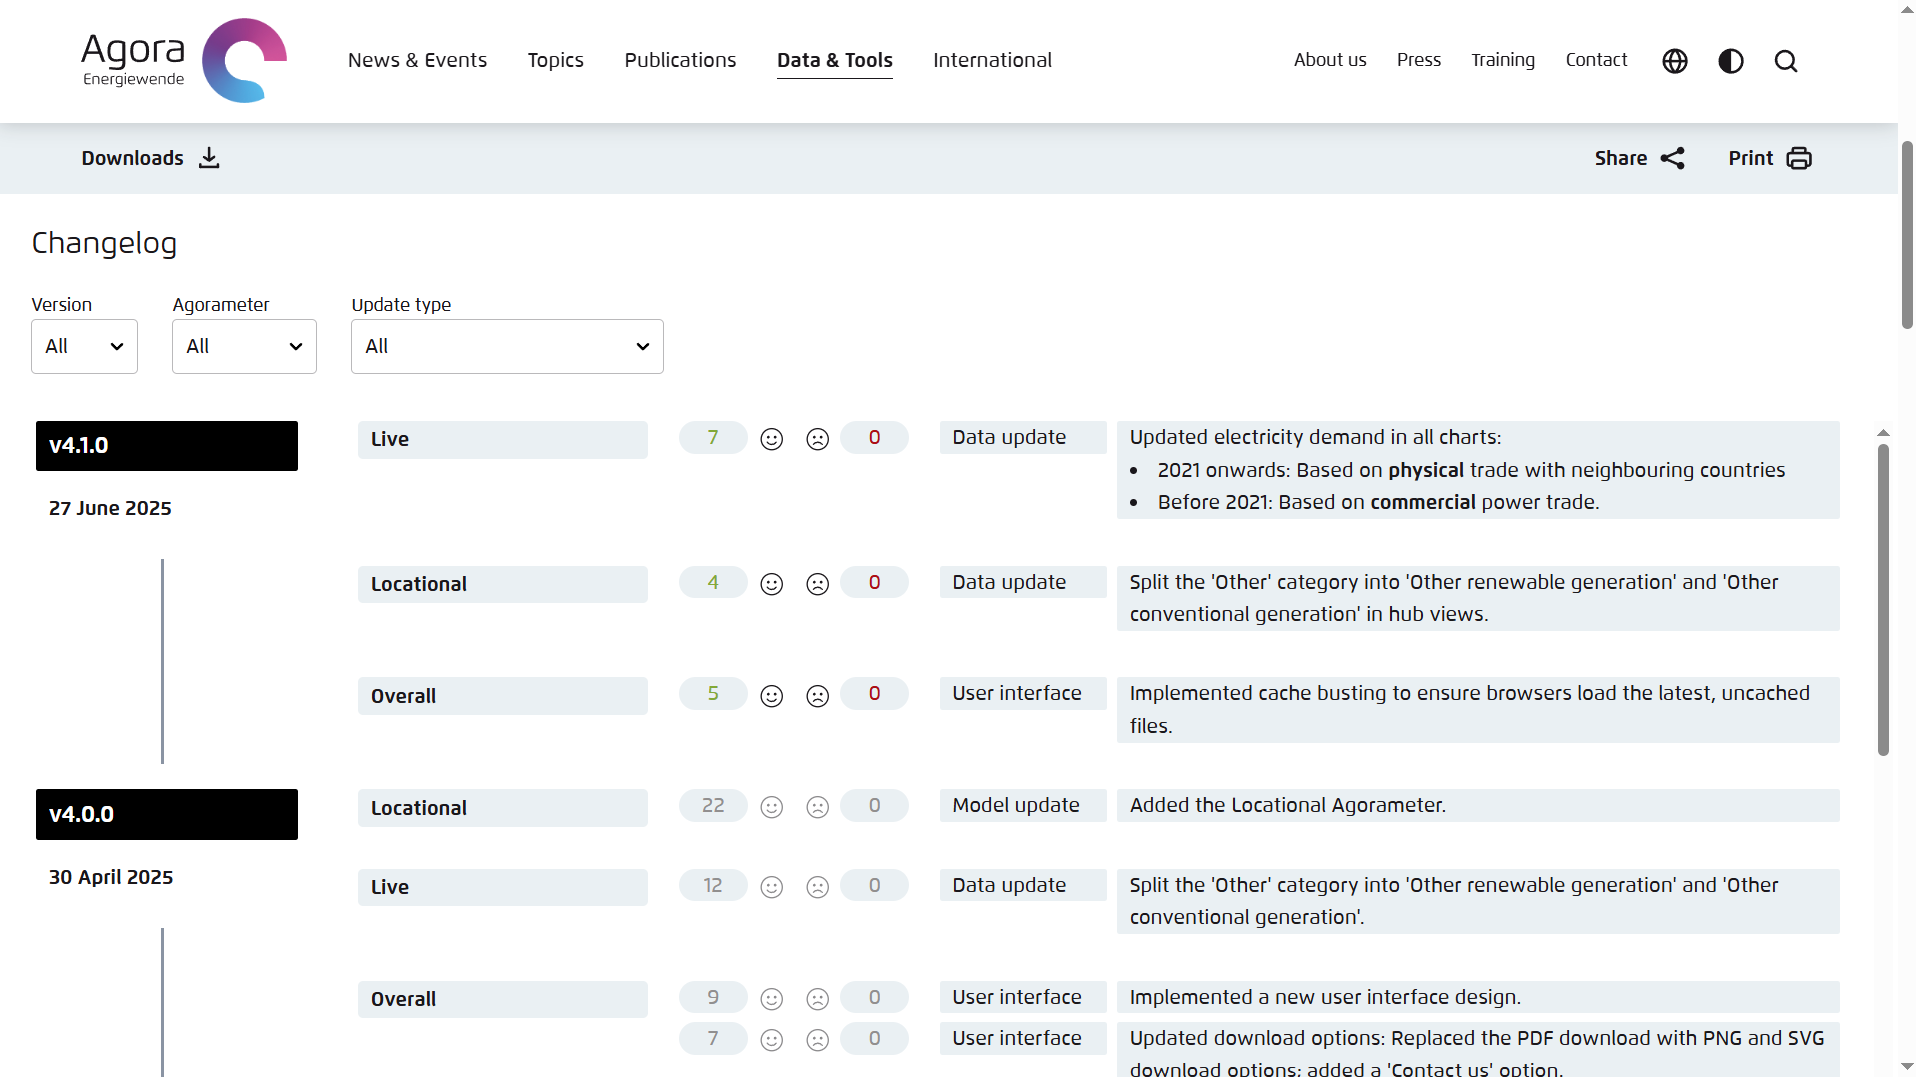 Agora
Energiewende
News & Events
Topics
Publications
Data & Tools
International
About us
Press
Training
Contact
Downloads
Share
Print
Changelog
Version
Agorameter
Update type
All
All
All
v4.1.0
27 June 2025
Live
7
0
Data update
Updated electricity demand in all charts:
• 2021 onwards: Based on physical trade with neighbouring countries
• Before 2021: Based on commercial power trade.
Locational
4
0
Data update
Split the 'Other' category into 'Other renewable generation' and 'Other
conventional generation' in hub views.
Overall
5
0
User interface
Implemented cache busting to ensure browsers load the latest, uncached
files.
v4.0.0
30 April 2025
Locational
22
0
Model update
Added the Locational Agorameter.
Live
12
0
Data update
Split the 'Other' category into 'Other renewable generation' and 'Other
conventional generation'.
Overall
9
0
User interface
Implemented a new user interface design.
7
0
User interface
Updated download options: Replaced the PDF download with PNG and SVG
download options; added a 'Contact us' option.